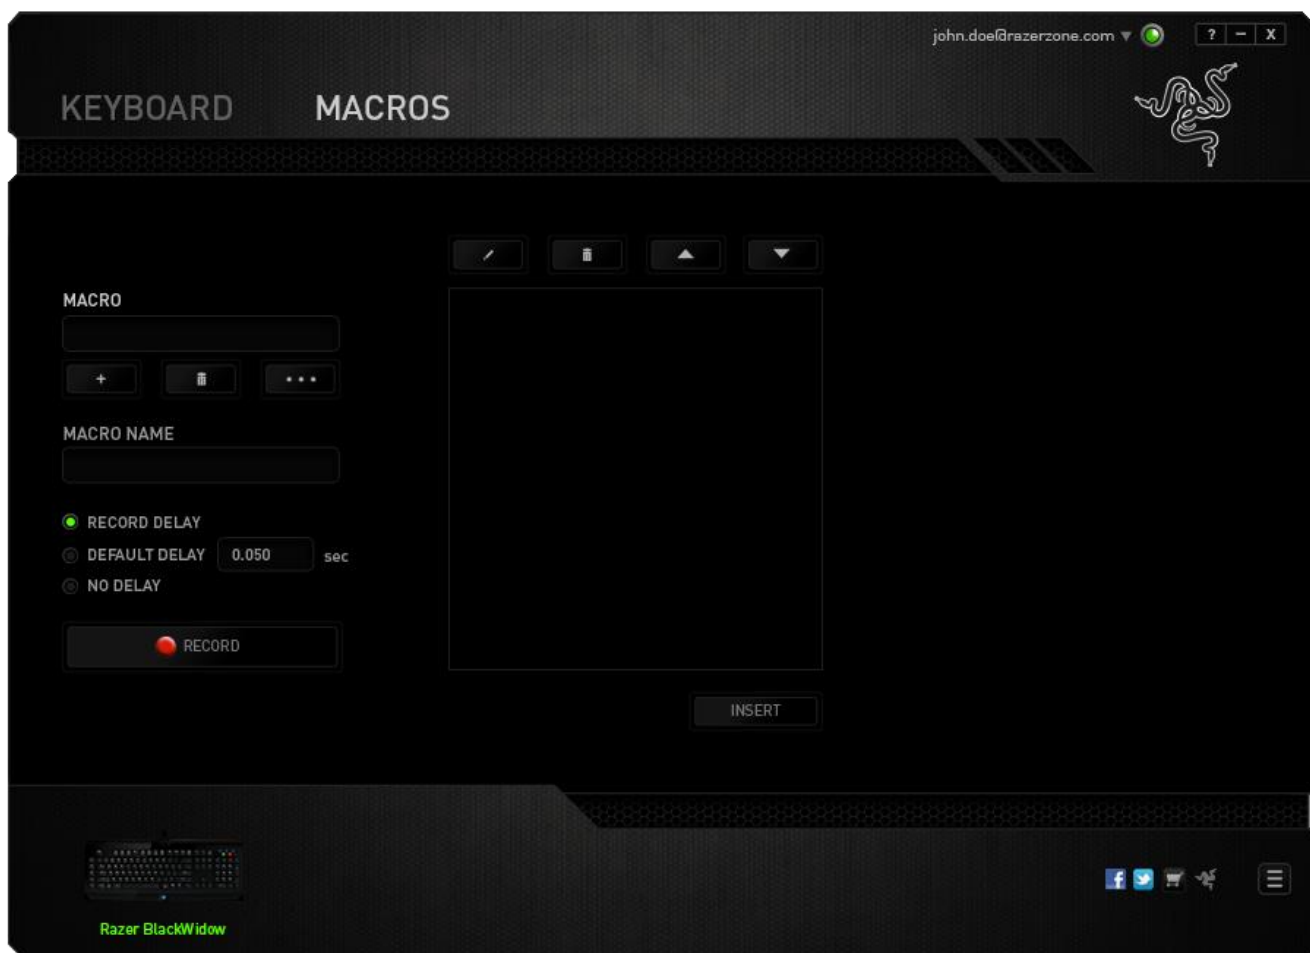 john.doe@razerzone.com
? – X
KEYBOARD MACROS
MACRO
+
MACRO NAME
RECORD DELAY
DEFAULT DELAY 0.050 sec
NO DELAY
RECORD
INSERT
Razer BlackWidow